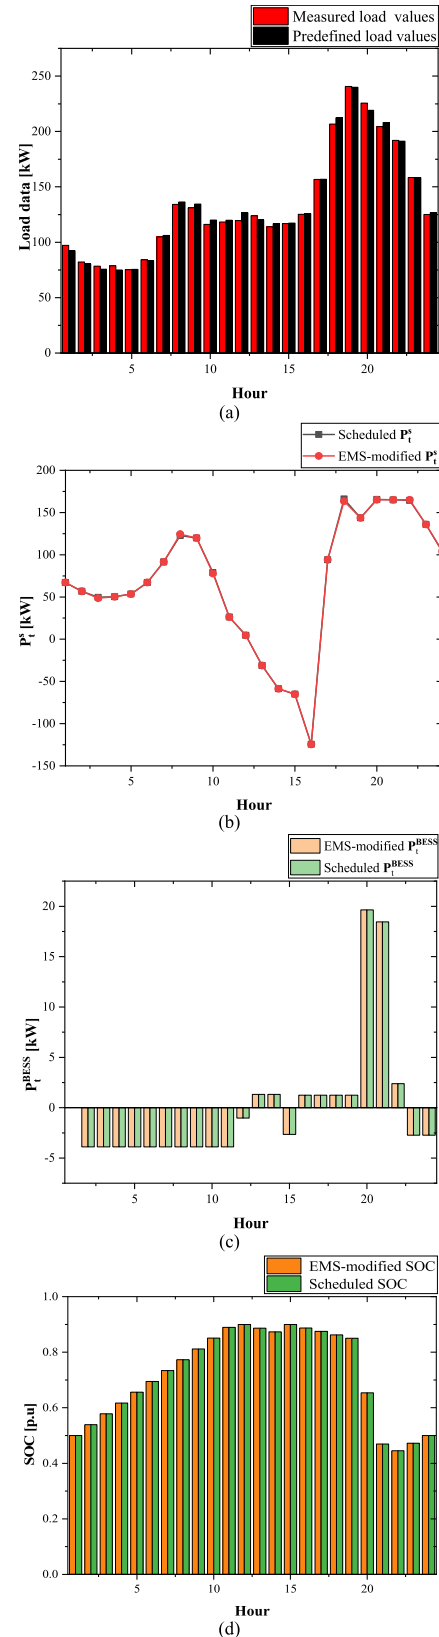 Measured load values
Predefined load values
250
200
150
100
50
0
Load data [kW]
5 10 15 20
Hour
(a)
Scheduled P_t^s
EMS-modified P_t^s
200
150
100
50
0
-50
-100
-150
P_t^s [kW]
5 10 15 20
Hour
(b)
EMS-modified P_t^BESS
Scheduled P_t^BESS
20
15
10
5
0
-5
P_t^BESS [kW]
5 10 15 20
Hour
(c)
EMS-modified SOC
Scheduled SOC
1.0
0.8
0.6
0.4
0.2
0.0
SOC [p.u]
5 10 15 20
Hour
(d)